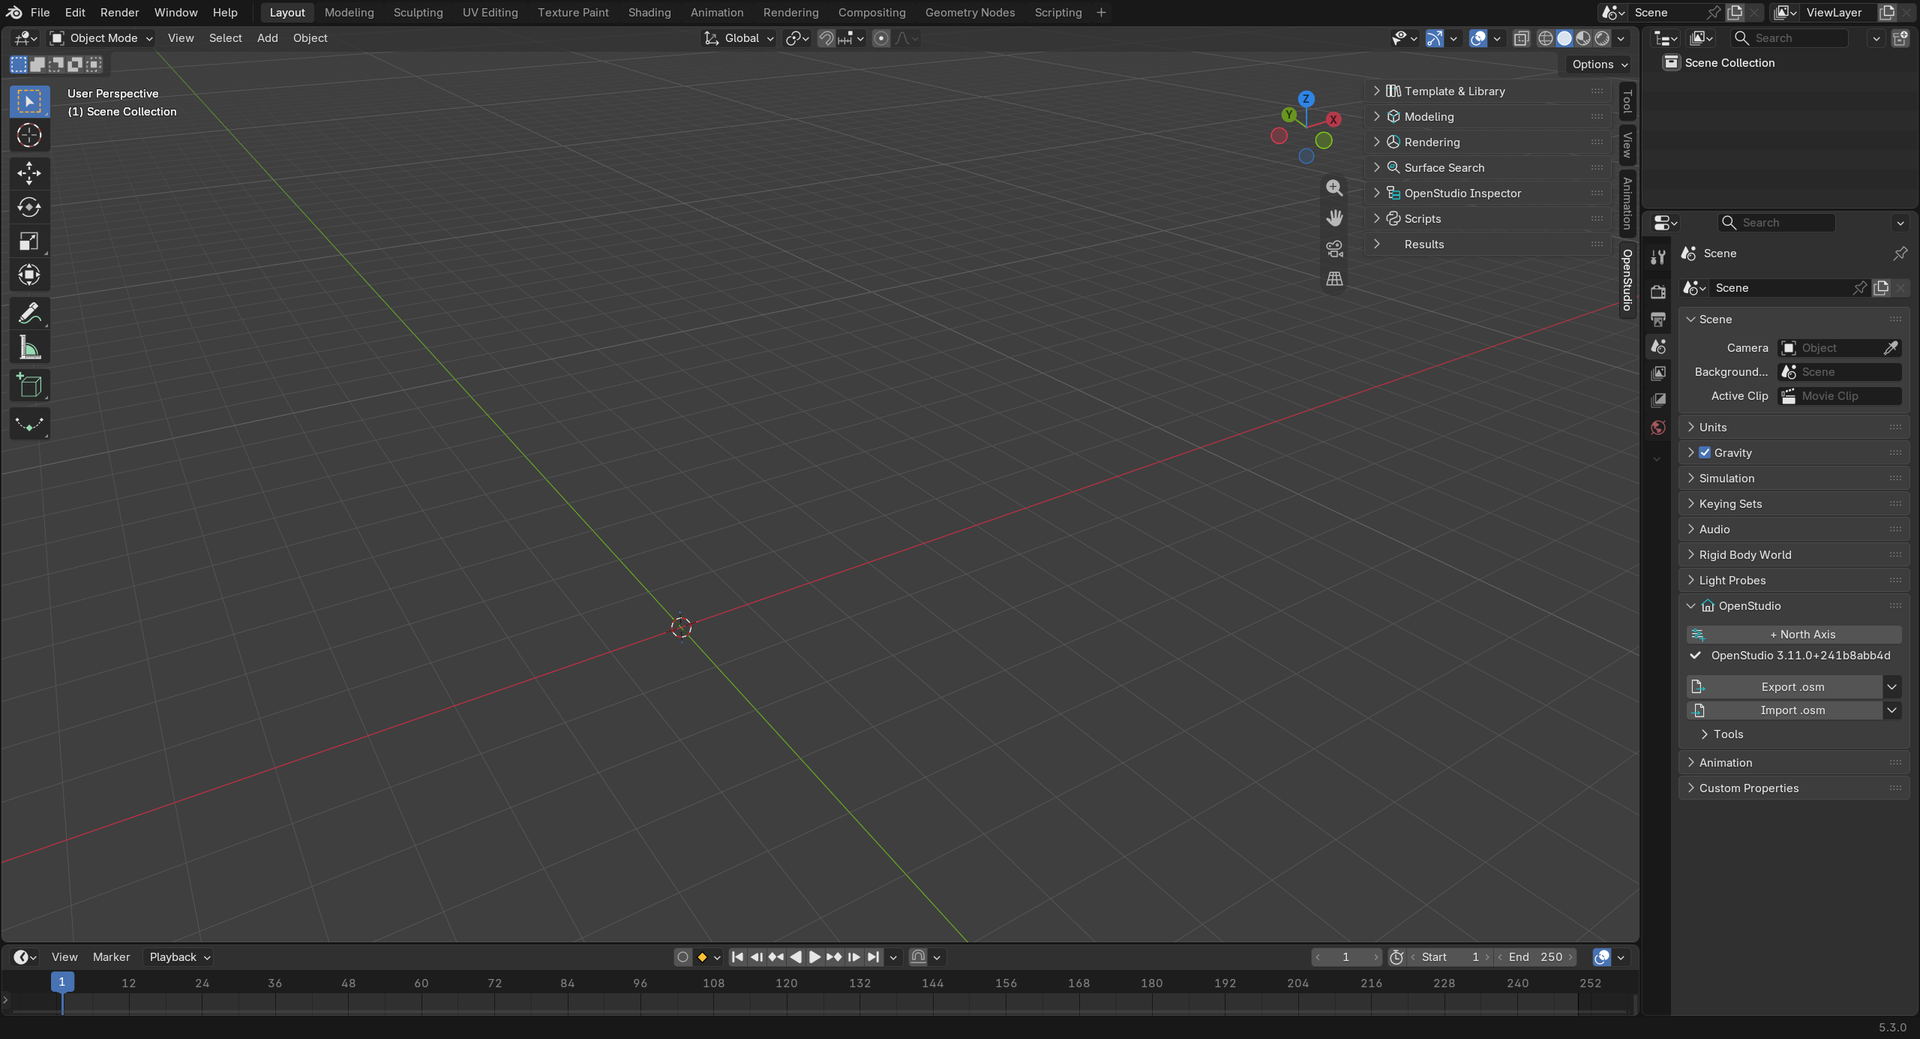 File Edit Render Window Help Layout Modeling Sculpting UV Editing Texture Paint Shading Animation Rendering Compositing Geometry Nodes Scripting + Scene ViewLayer
Object Mode View Select Add Object Global Search
Options
Scene Collection
User Perspective
(1) Scene Collection
Z
Y
X
Template & Library
Modeling
Rendering
Surface Search
OpenStudio Inspector
Scripts
Results
Tool
View
Animation
OpenStudio
Search
Scene
Scene
Scene
Camera Object
Background... Scene
Active Clip Movie Clip
Units
Gravity
Simulation
Keying Sets
Audio
Rigid Body World
Light Probes
OpenStudio
+ North Axis
OpenStudio 3.11.0+241b8abb4d
Export .osm
Import .osm
Tools
Animation
Custom Properties
View Marker Playback 1 Start 1 End 250
1 12 24 36 48 60 72 84 96 108 120 132 144 156 168 180 192 204 216 228 240 252
5.3.0